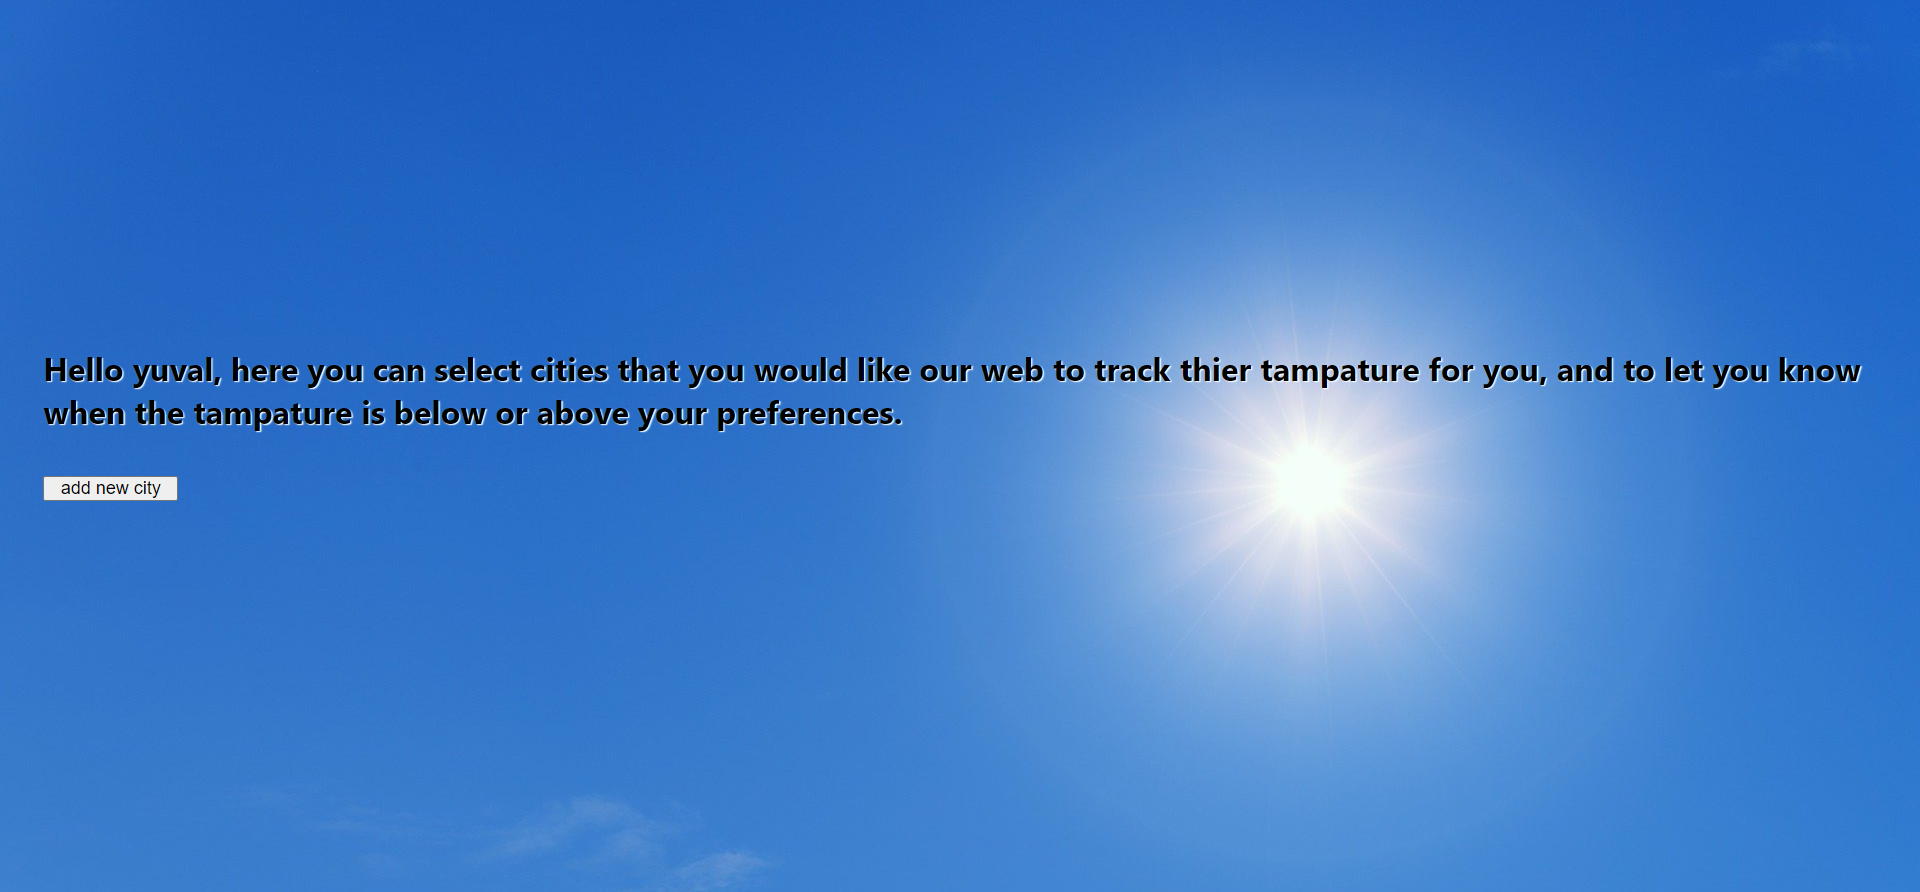 Hello yuval, here you can select cities that you would like our web to track thier tampature for you, and to let you know
when the tampature is below or above your preferences.
add new city